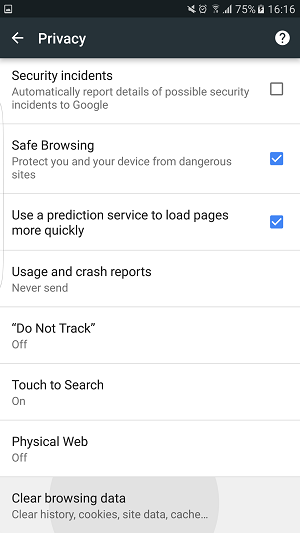 75% 16:16
Privacy
Security incidents
Automatically report details of possible security
incidents to Google
Safe Browsing
Protect you and your device from dangerous
sites
Use a prediction service to load pages
more quickly
Usage and crash reports
Never send
“Do Not Track”
Off
Touch to Search
On
Physical Web
Off
Clear browsing data
Clear history, cookies, site data, cache…